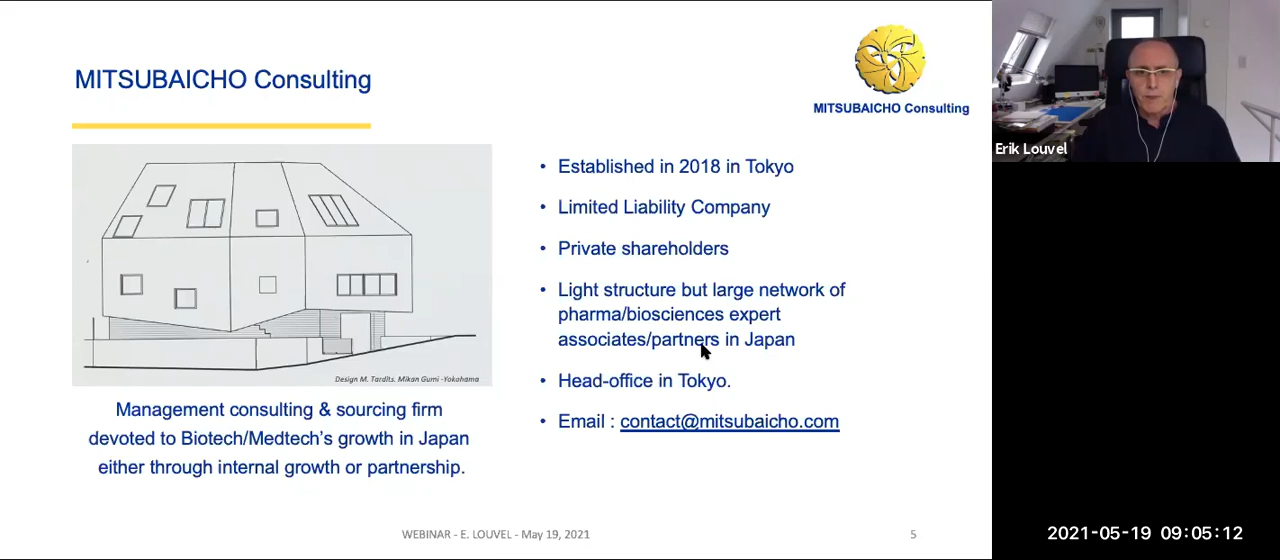 MITSUBAICHO Consulting
MITSUBAICHO Consulting
Design M. Tardits. Mikan Gumi -Yokohama
Management consulting & sourcing firm
devoted to Biotech/Medtech's growth in Japan
either through internal growth or partnership.
• Established in 2018 in Tokyo
• Limited Liability Company
• Private shareholders
• Light structure but large network of
pharma/biosciences expert
associates/partners in Japan
• Head-office in Tokyo.
• Email : contact@mitsubaicho.com
WEBINAR - E. LOUVEL - May 19, 2021
5
Erik Louvel
2021-05-19 09:05:12